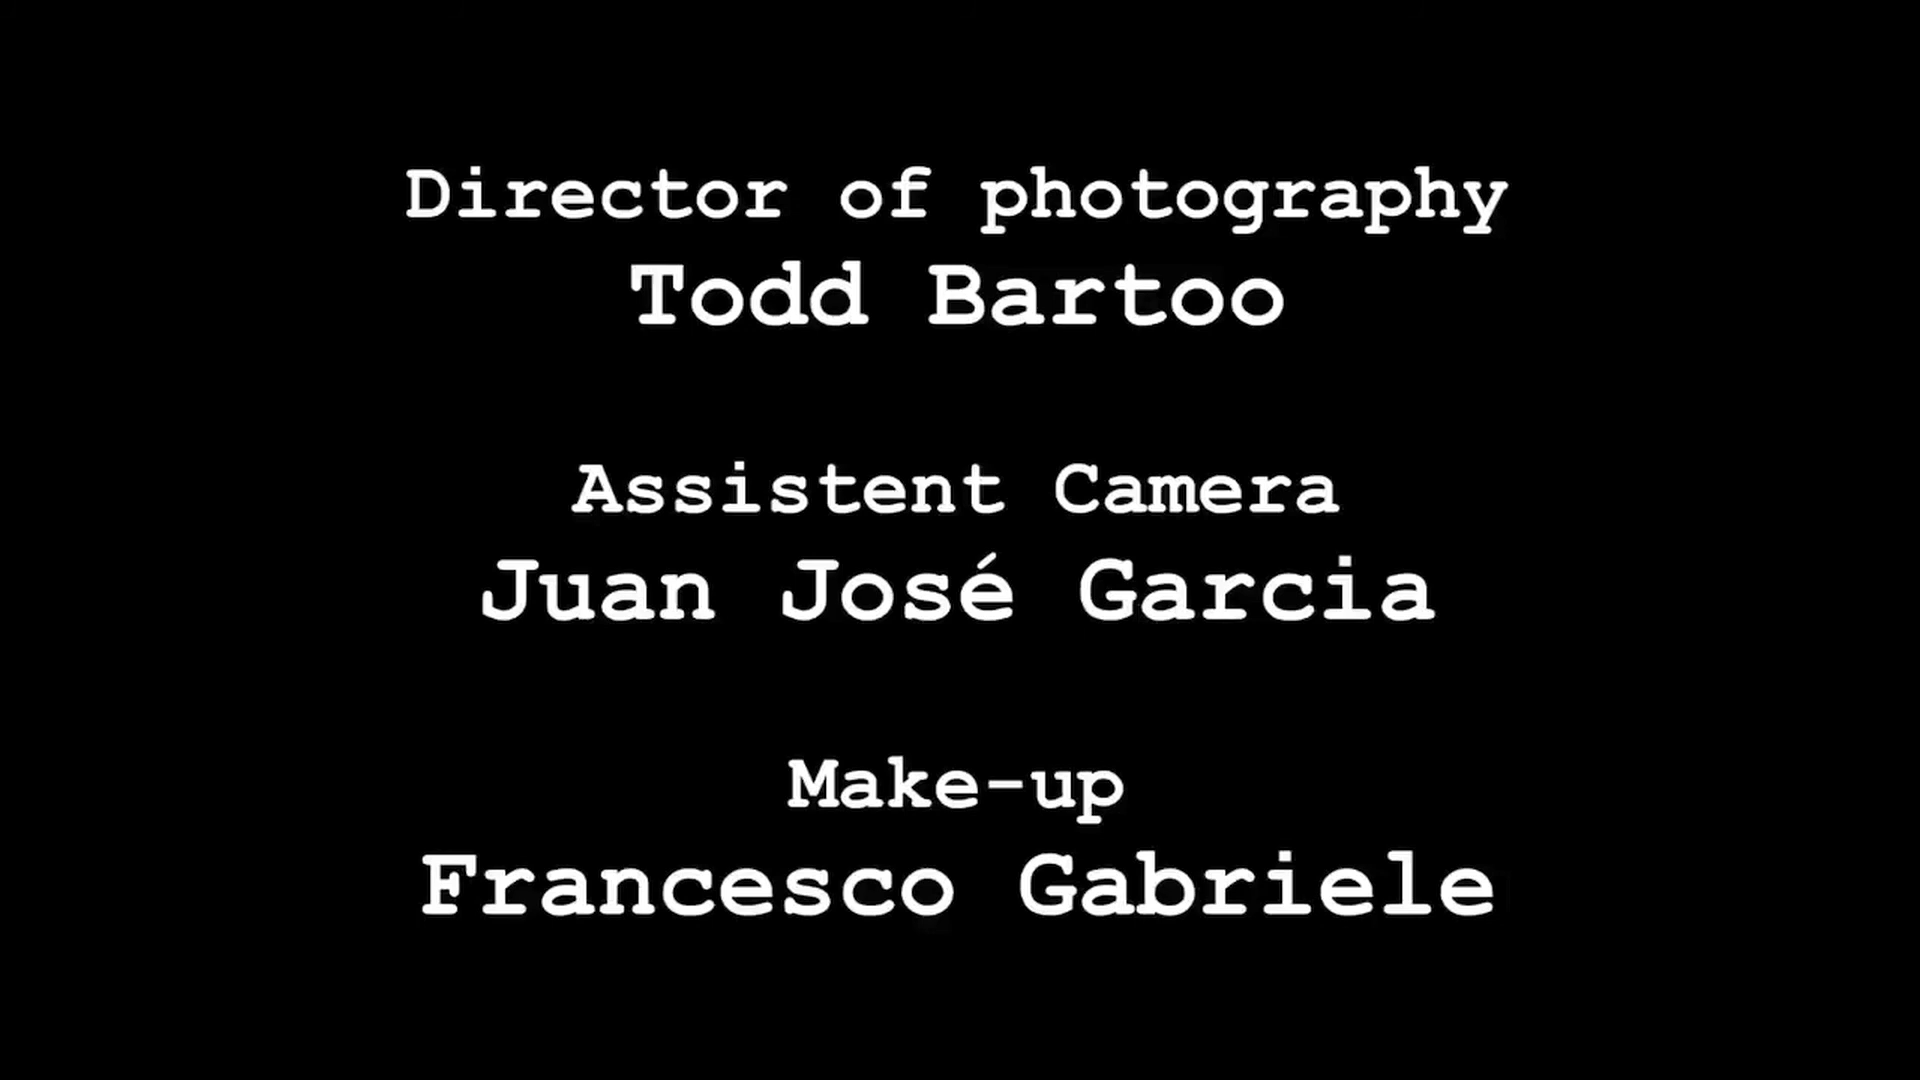 Director of photography
Todd Bartoo
Assistent Camera
Juan José Garcia
Make-up
Francesco Gabriele